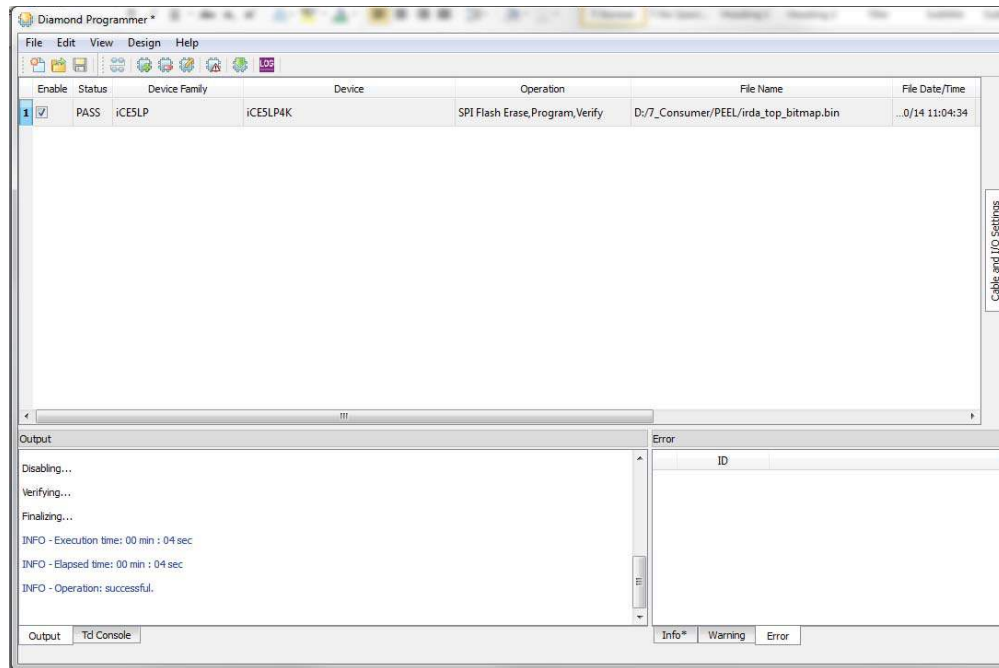 Diamond Programmer *
File Edit View Design Help
LOG
Enable Status Device Family Device Operation File Name File Date/Time
1 PASS iCE5LP iCE5LP4K SPI Flash Erase,Program,Verify D:/7_Consumer/PEEL/irda_top_bitmap.bin ...0/14 11:04:34
Cable and I/O Settings
Output
Disabling...
Verifying...
Finalizing...
INFO - Execution time: 00 min : 04 sec
INFO - Elapsed time: 00 min : 04 sec
INFO - Operation: successful.
Output Tcl Console
Error
ID
Info* Warning Error